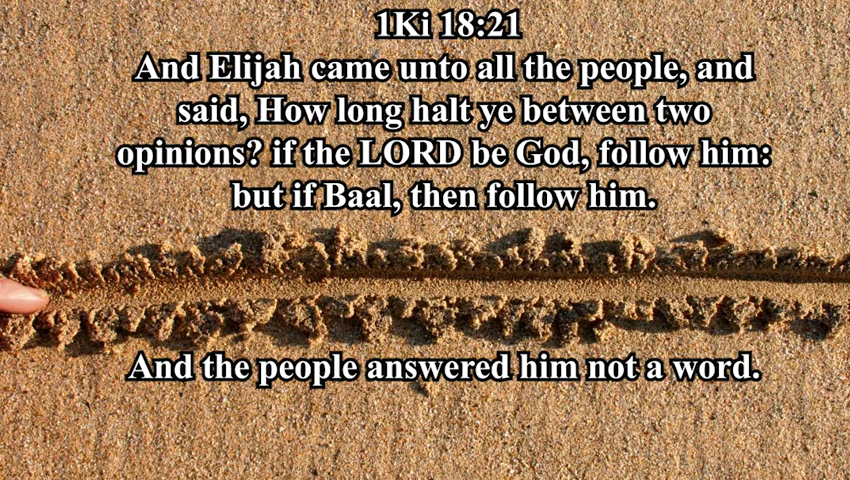 1Ki 18:21
And Elijah came unto all the people, and
said, How long halt ye between two
opinions? if the LORD be God, follow him:
but if Baal, then follow him.
And the people answered him not a word.